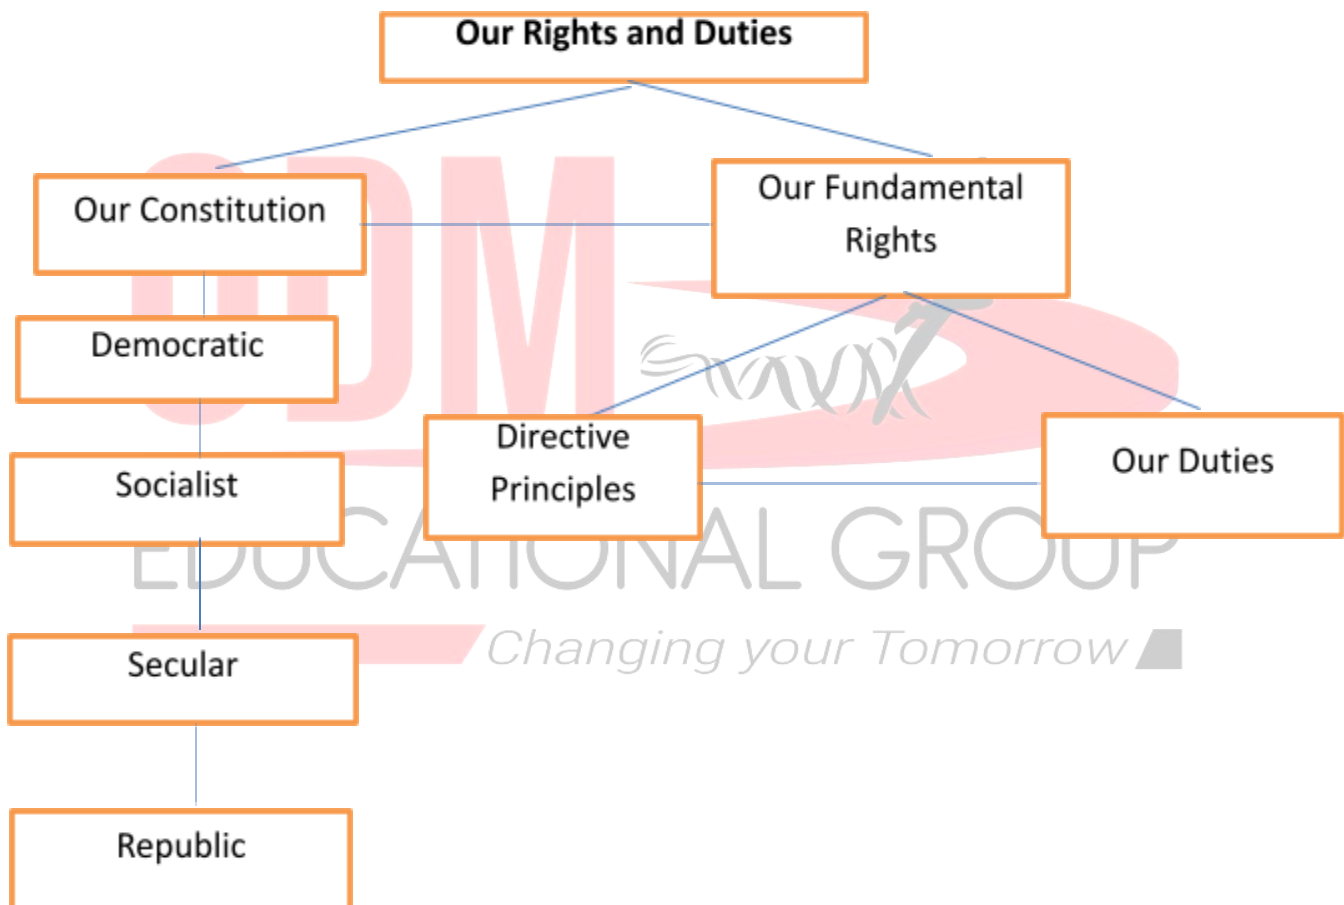 Our Rights and Duties
Our Constitution
Our Fundamental
Rights
Democratic
Directive
Principles
Our Duties
Socialist
Secular
Republic
ODM
EDUCATIONAL GROUP
Changing your Tomorrow